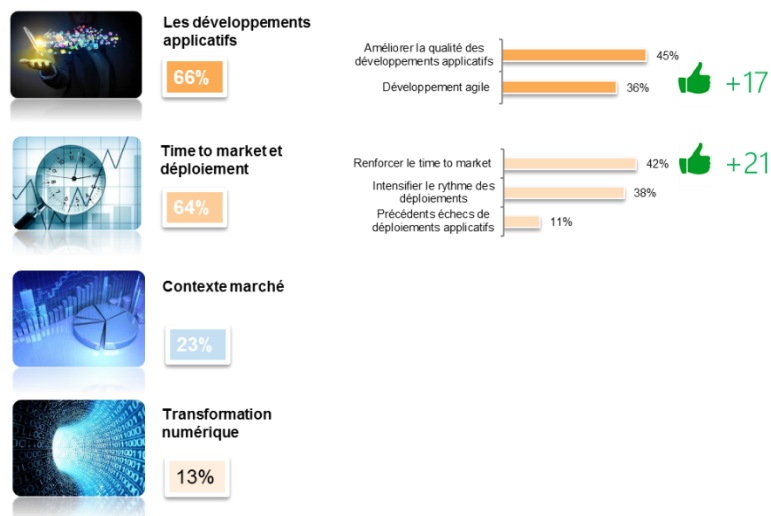 Les développements
applicatifs
66%
Améliorer la qualité des
développements applicatifs
45%
Développement agile
36%
+17
Time to market et
déploiement
64%
Renforcer le time to market
42%
+21
Intensifier le rythme des
déploiements
38%
Précédents échecs de
déploiements applicatifs
11%
Contexte marché
23%
Transformation
numérique
13%